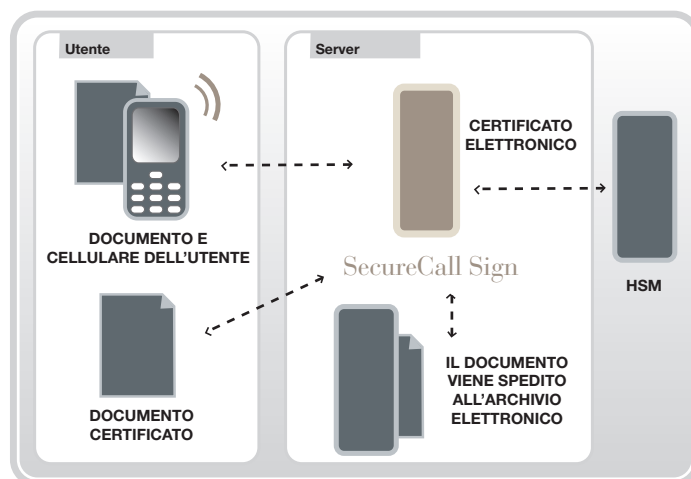 Utente
Server
DOCUMENTO E
CELLULARE DELL'UTENTE
DOCUMENTO
CERTIFICATO
CERTIFICATO
ELETTRONICO
SecureCall Sign
IL DOCUMENTO
VIENE SPEDITO
ALL'ARCHIVIO
ELETTRONICO
HSM